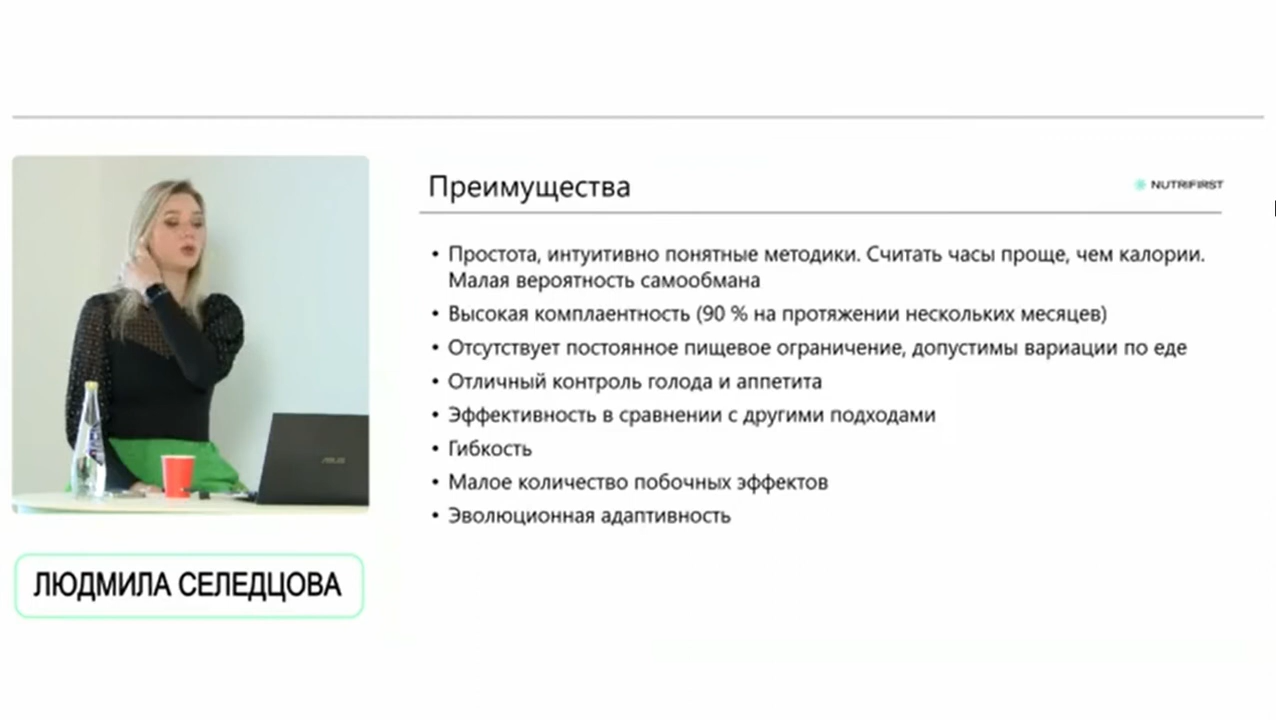 Преимущества
NUTRIFIRST
• Простота, интуитивно понятные методики. Считать часы проще, чем калории.
Малая вероятность самообмана
• Высокая комплаентность (90 % на протяжении нескольких месяцев)
• Отсутствует постоянное пищевое ограничение, допустимы вариации по еде
• Отличный контроль голода и аппетита
• Эффективность в сравнении с другими подходами
• Гибкость
• Малое количество побочных эффектов
• Эволюционная адаптивность
ASUS
ЛЮДМИЛА СЕЛЕДЦОВА